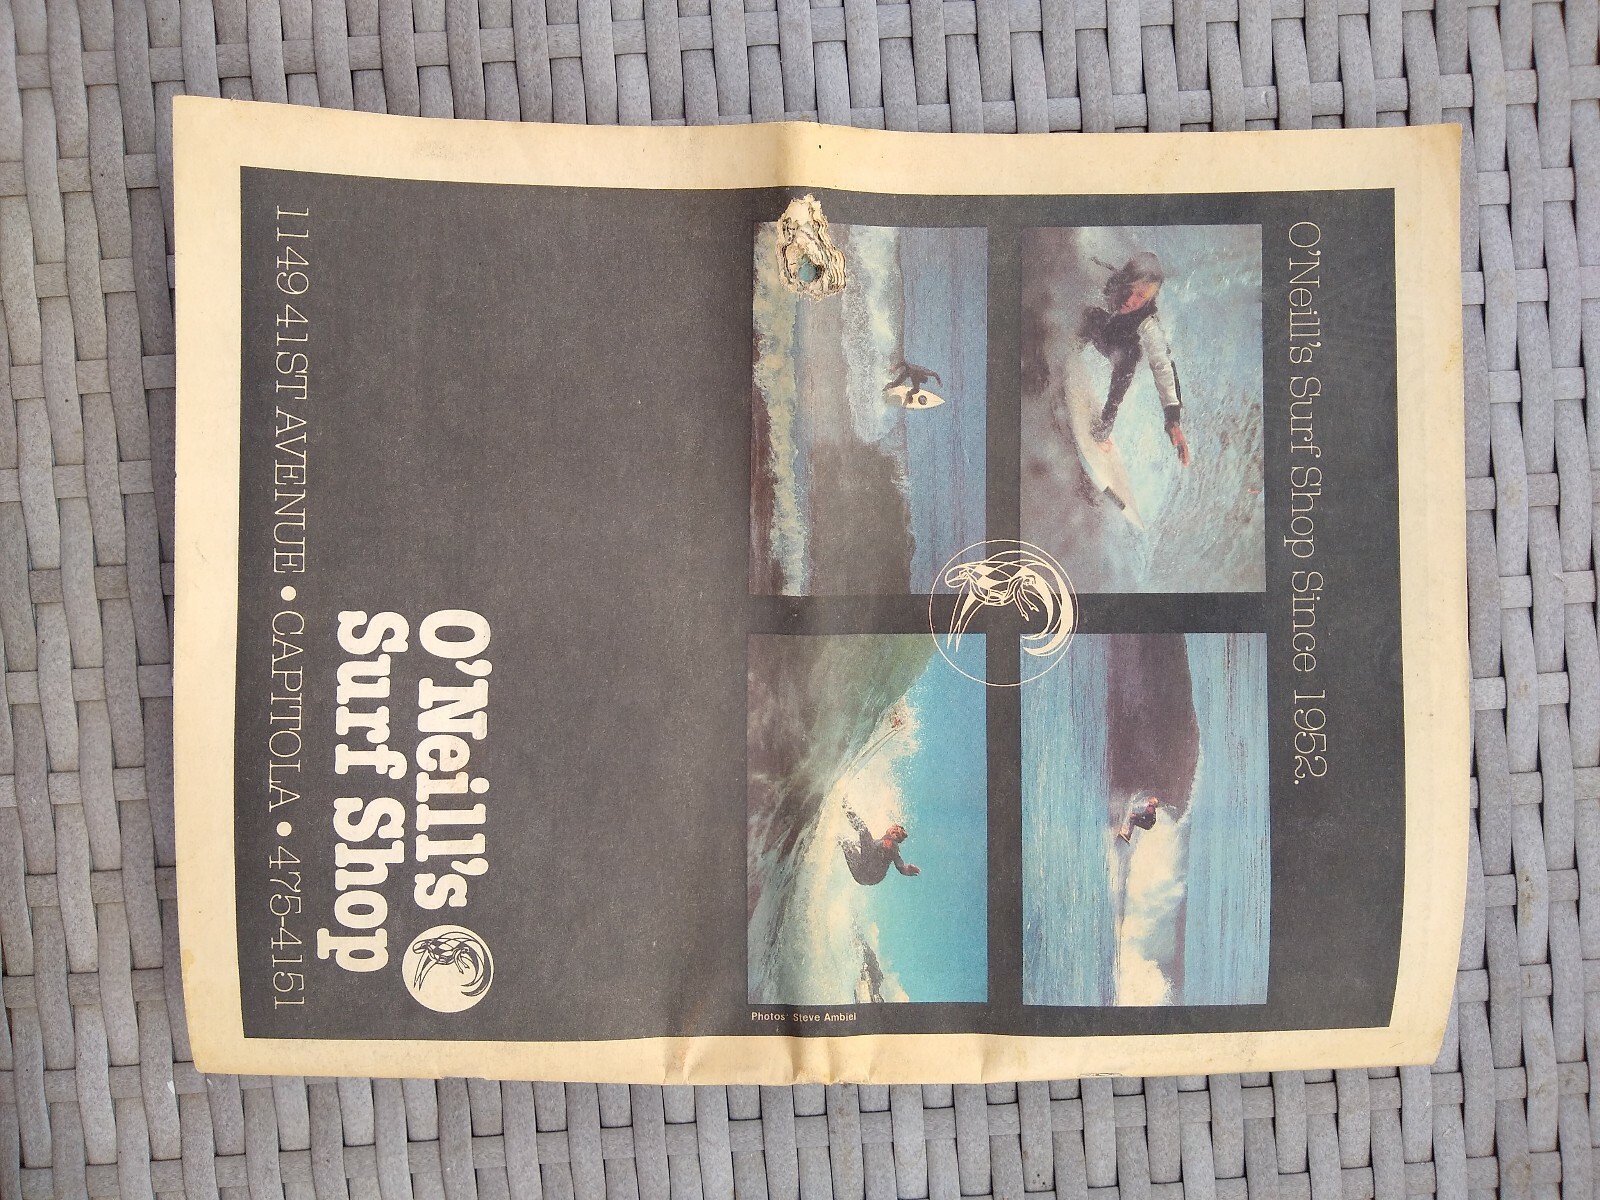 O'Neill's Surf Shop Since 1952.
Photos: Steve Ambiel
O'Neill's
Surf Shop
1149 41ST AVENUE • CAPITOLA • 475-4151